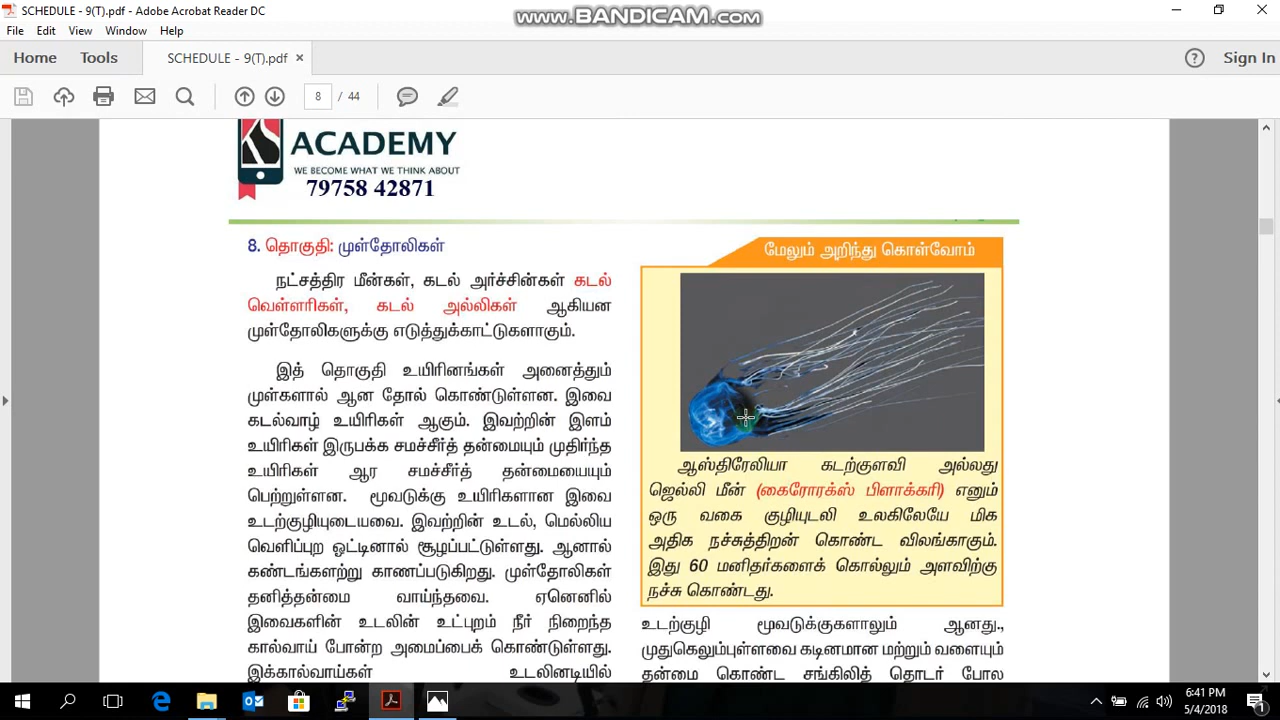 SCHEDULE - 9(T).pdf - Adobe Acrobat Reader DC
www.BANDICAM.com
File Edit View Window Help
Home Tools SCHEDULE - 9(T).pdf × Sign In
8 / 44
ACADEMY
WE BECOME WHAT WE THINK ABOUT
79758 42871
8. தொகுதி: முள்தோலிகள்
நட்சத்திர மீன்கள், கடல் அர்ச்சின்கள் கடல்
வெள்ளரிகள், கடல் அல்லிகள் ஆகியன
முள்தோலிகளுக்கு எடுத்துக்காட்டுகளாகும்.
இத் தொகுதி உயிரினங்கள் அனைத்தும்
முள்களால் ஆன தோல் கொண்டுள்ளன. இவை
கடல்வாழ் உயிரிகள் ஆகும். இவற்றின் இளம்
உயிரிகள் இருபக்க சமச்சீர்த் தன்மையும் முதிர்ந்த
உயிரிகள் ஆர சமச்சீர்த் தன்மையையும்
பெற்றுள்ளன. மூவடுக்கு உயிரிகளான இவை
உடற்குழியுடையவை. இவற்றின் உடல், மெல்லிய
வெளிப்புற ஓட்டினால் சூழப்பட்டுள்ளது. ஆனால்
கண்டங்களற்று காணப்படுகிறது. முள்தோலிகள்
தனித்தன்மை வாய்ந்தவை. ஏனெனில்
இவைகளின் உடலின் உட்புறம் நீர் நிறைந்த
கால்வாய் போன்ற அமைப்பைக் கொண்டுள்ளது.
இக்கால்வாய்கள் உடலினடியில்
மேலும் அறிந்து கொள்வோம்
ஆஸ்திரேலியா கடற்குளவி அல்லது
ஜெல்லி மீன் (கைரோரக்ஸ் பிளாக்கரி) எனும்
ஒரு வகை குழியுடலி உலகிலேயே மிக
அதிக நச்சுத்திறன் கொண்ட விலங்காகும்.
இது 60 மனிதர்களைக் கொல்லும் அளவிற்கு
நச்சு கொண்டது.
உடற்குழி மூவடுக்குகளாலும் ஆனது.,
முதுகெலும்புள்ளவை கடினமான மற்றும் வளையும்
தன்மை கொண்ட சங்கிலித் தொடர் போல
6:41 PM
5/4/2018